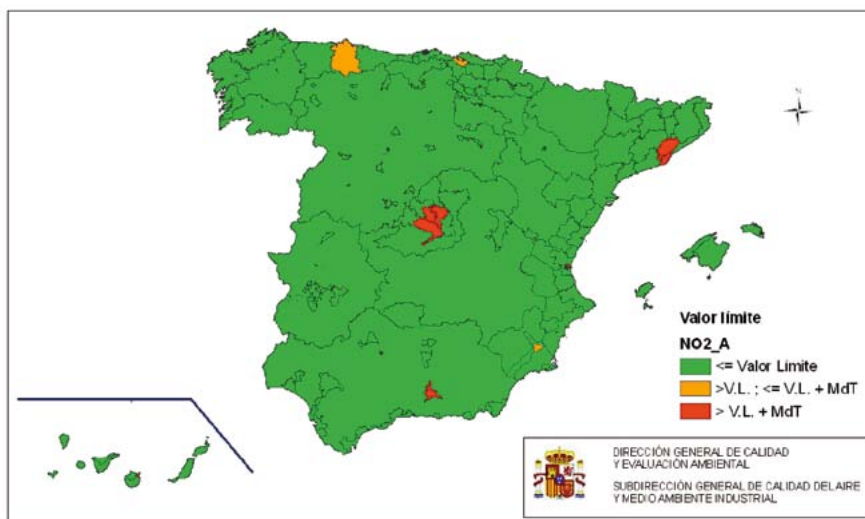 N
Valor límite
NO2_A
<= Valor Límite
>V.L. ; <= V.L. + MdT
> V.L. + MdT
DIRECCIÓN GENERAL DE CALIDAD
Y EVALUACIÓN AMBIENTAL
SUBDIRECCIÓN GENERAL DE CALIDAD DEL AIRE
Y MEDIO AMBIENTE INDUSTRIAL